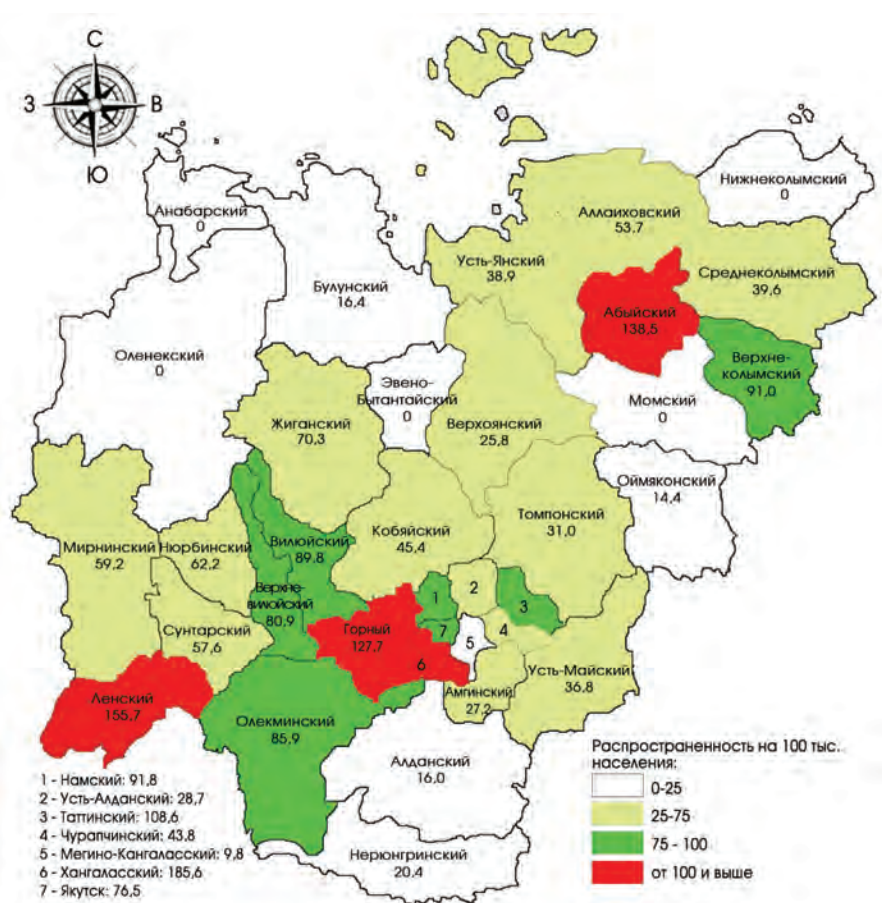 С
З
В
Ю
Анабарский
0
Нижнеколымский
0
Аллаиховский
53,7
Усть-Янский
38,9
Среднеколымский
39,6
Булунский
16,4
Абыйский
138,5
Верхне-
колымский
91,0
Оленекский
0
Эвено-
Бытантайский
0
Момский
0
Жиганский
70,3
Верхоянский
25,8
Оймяконский
14,4
Томпонский
31,0
Кобяйский
45,4
Мирнинский
59,2
Нюрбинский
62,2
Вилюйский
89,8
Верхне-
вилюйский
80,9
1
2
3
4
5
6
7
Горный
127,7
Сунтарский
57,6
Усть-Майский
36,8
Амгинский
27,2
Ленский
155,7
Олекминский
85,9
Алданский
16,0
Нерюнгринский
20,4
1 - Намский: 91,8
2 - Усть-Алданский: 28,7
3 - Таттинский: 108,6
4 - Чурапчинский: 43,8
5 - Мегино-Кангаласский: 9,8
6 - Хангаласский: 185,6
7 - Якутск: 76,5
Распространенность на 100 тыс.
населения:
0-25
25-75
75 - 100
от 100 и выше